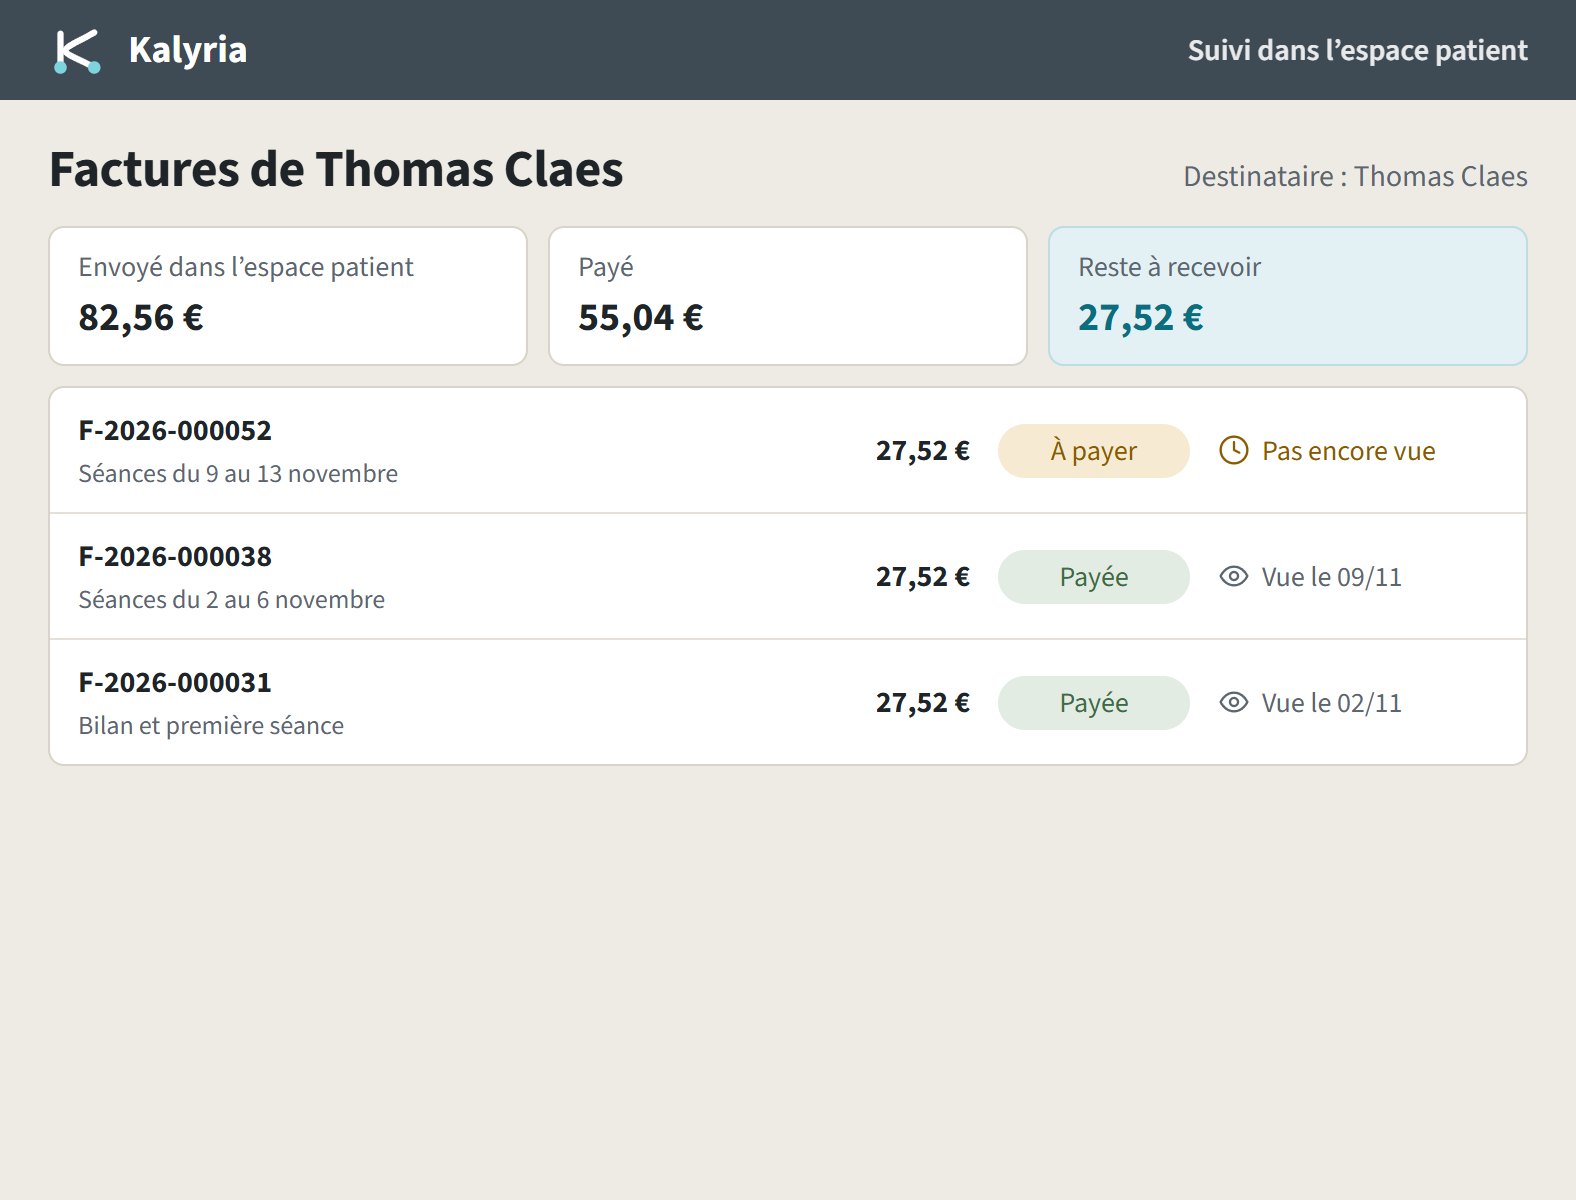 Kalyria
Suivi dans l’espace patient
Factures de Thomas Claes
Destinataire : Thomas Claes
Envoyé dans l’espace patient
82,56 €
Payé
55,04 €
Reste à recevoir
27,52 €
F-2026-000052
Séances du 9 au 13 novembre
27,52 €
À payer
Pas encore vue
F-2026-000038
Séances du 2 au 6 novembre
27,52 €
Payée
Vue le 09/11
F-2026-000031
Bilan et première séance
27,52 €
Payée
Vue le 02/11